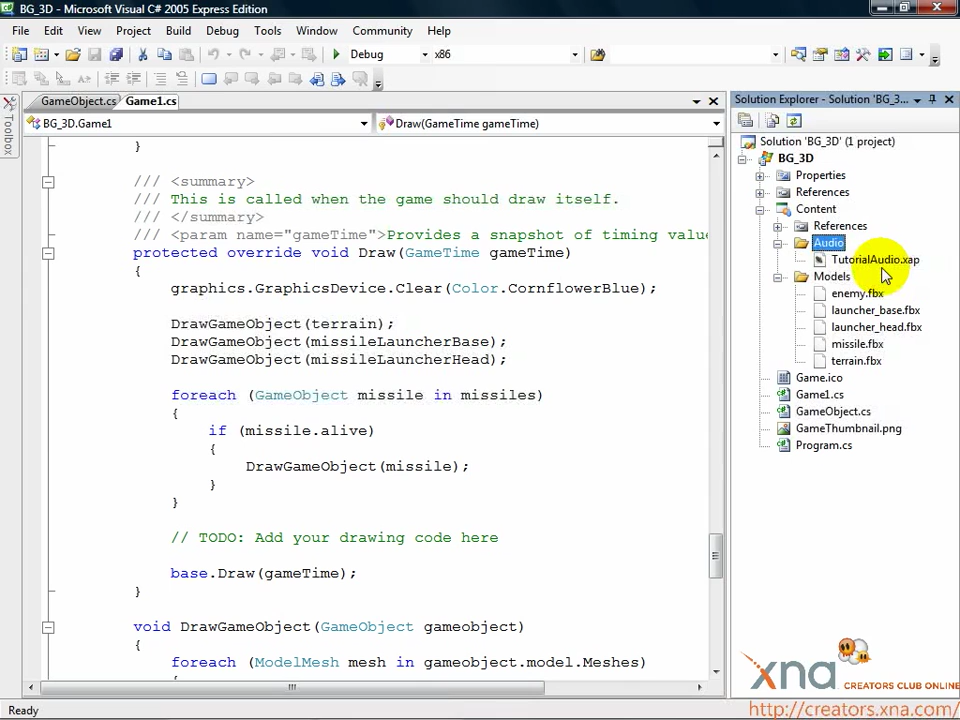 BG_3D - Microsoft Visual C# 2005 Express Edition
File Edit View Project Build Debug Tools Window Community Help
Debug x86
Toolbox
GameObject.cs Game1.cs
BG_3D.Game1 Draw(GameTime gameTime)
}
/// <summary>
/// This is called when the game should draw itself.
/// </summary>
/// <param name="gameTime">Provides a snapshot of timing value
protected override void Draw(GameTime gameTime)
{
graphics.GraphicsDevice.Clear(Color.CornflowerBlue);
DrawGameObject(terrain);
DrawGameObject(missileLauncherBase);
DrawGameObject(missileLauncherHead);
foreach (GameObject missile in missiles)
{
if (missile.alive)
{
DrawGameObject(missile);
}
}
// TODO: Add your drawing code here
base.Draw(gameTime);
}
void DrawGameObject(GameObject gameobject)
{
foreach (ModelMesh mesh in gameobject.model.Meshes)
Solution Explorer - Solution 'BG_3...
Solution 'BG_3D' (1 project)
BG_3D
Properties
References
Content
References
Audio
TutorialAudio.xap
Models
enemy.fbx
launcher_base.fbx
launcher_head.fbx
missile.fbx
terrain.fbx
Game.ico
Game1.cs
GameObject.cs
GameThumbnail.png
Program.cs
xna CREATORS CLUB ONLINE
http://creators.xna.com/
Ready